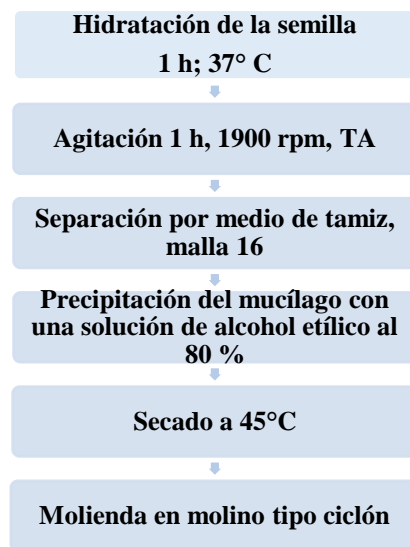 Hidratación de la semilla
1 h; 37° C
Agitación 1 h, 1900 rpm, TA
Separación por medio de tamiz,
malla 16
Precipitación del mucílago con
una solución de alcohol etílico al
80 %
Secado a 45°C
Molienda en molino tipo ciclón